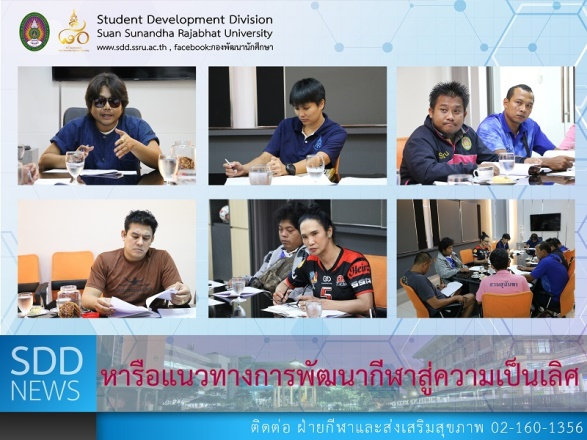 Student Development Division
Suan Sunandha Rajabhat University
www.sdd.ssru.ac.th , facebook:กองพัฒนานักศึกษา
SDD
NEWS
หารือแนวทางการพัฒนากีฬาสู่ความเป็นเลิศ
ติดต่อ ฝ่ายกีฬาและส่งเสริมสุขภาพ 02-160-1356